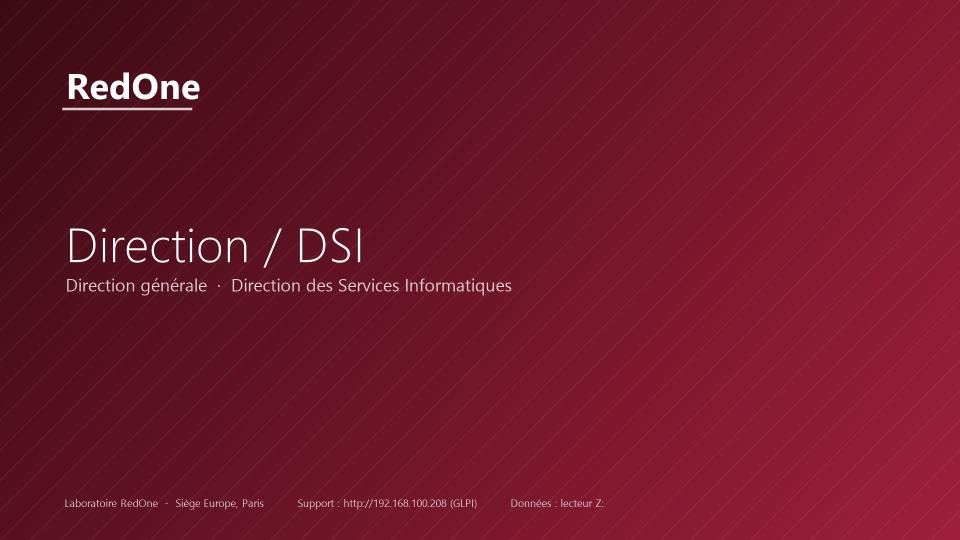 RedOne
Direction / DSI
Direction générale · Direction des Services Informatiques
Laboratoire RedOne - Siège Europe, Paris Support : http://192.168.100.208 (GLPI) Données : lecteur Z: